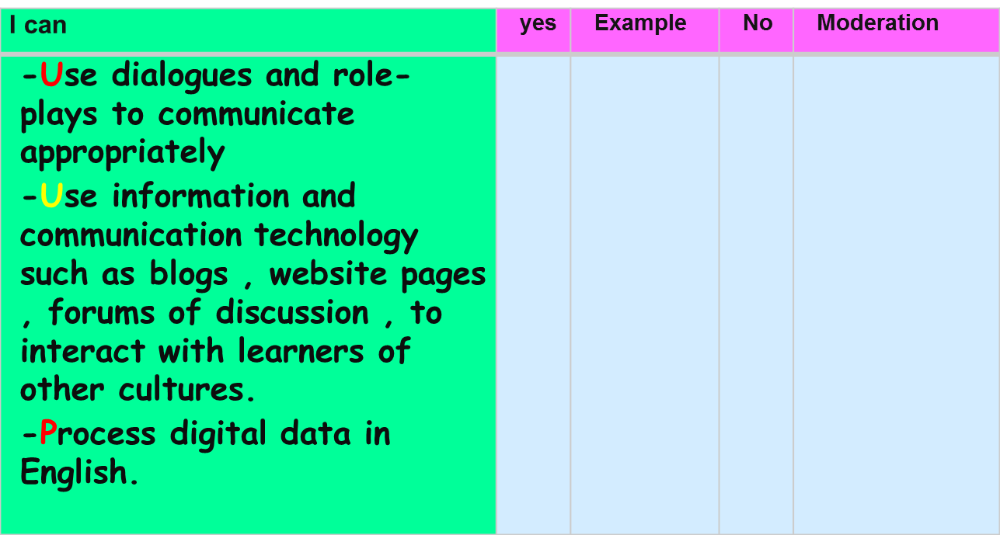 I can
yes
Example
No
Moderation
-Use dialogues and role-
plays to communicate
appropriately
-Use information and
communication technology
such as blogs , website pages
, forums of discussion , to
interact with learners of
other cultures.
-Process digital data in
English.